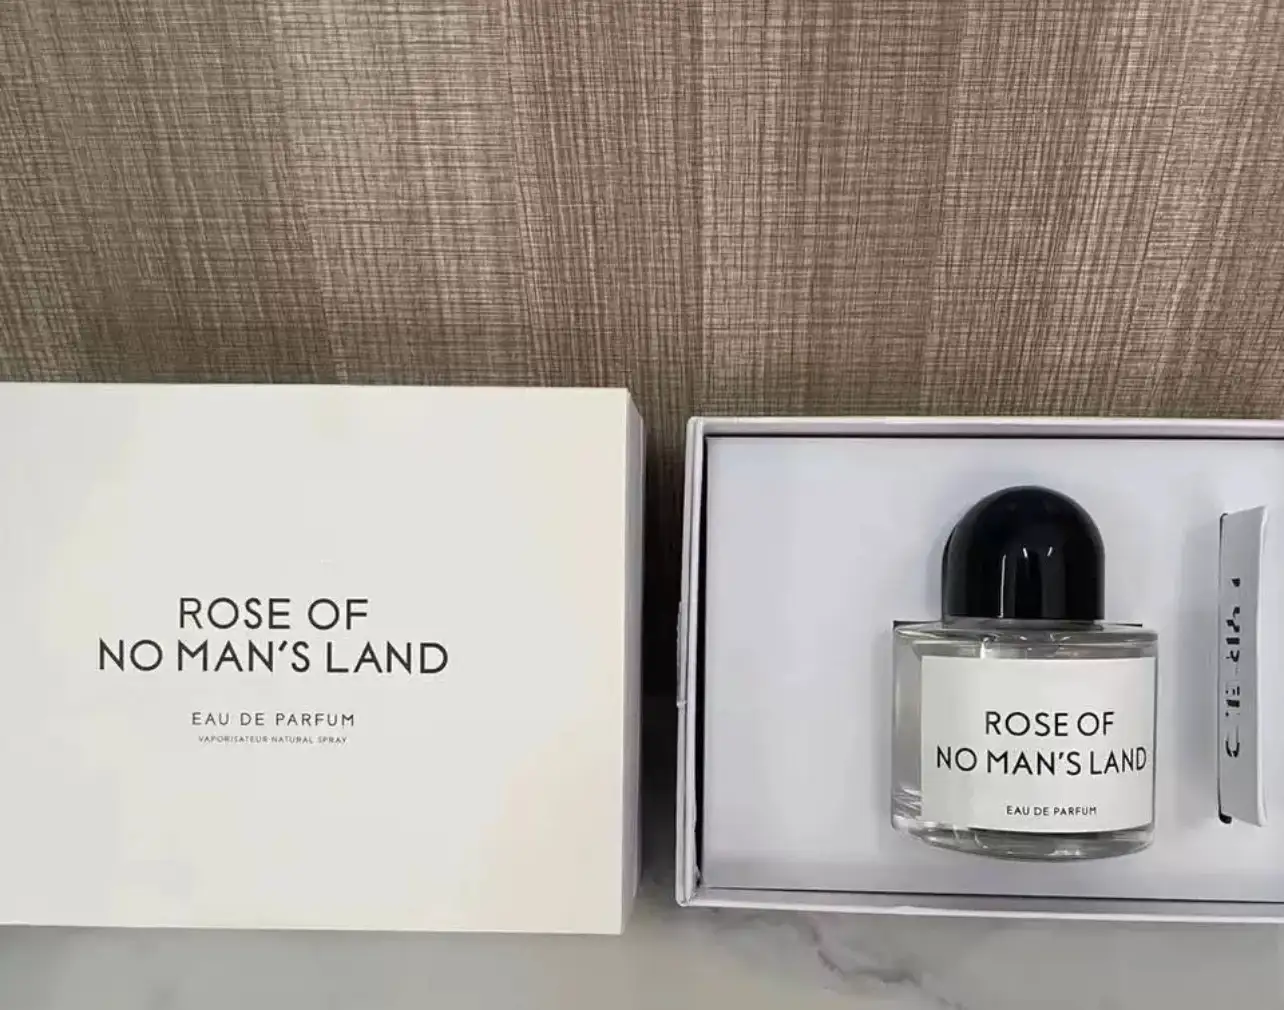 ROSE OF
NO MAN'S LAND
EAU DE PARFUM
VAPORISATEUR NATURAL SPRAY
ROSE OF
NO MAN'S LAND
EAU DE PARFUM